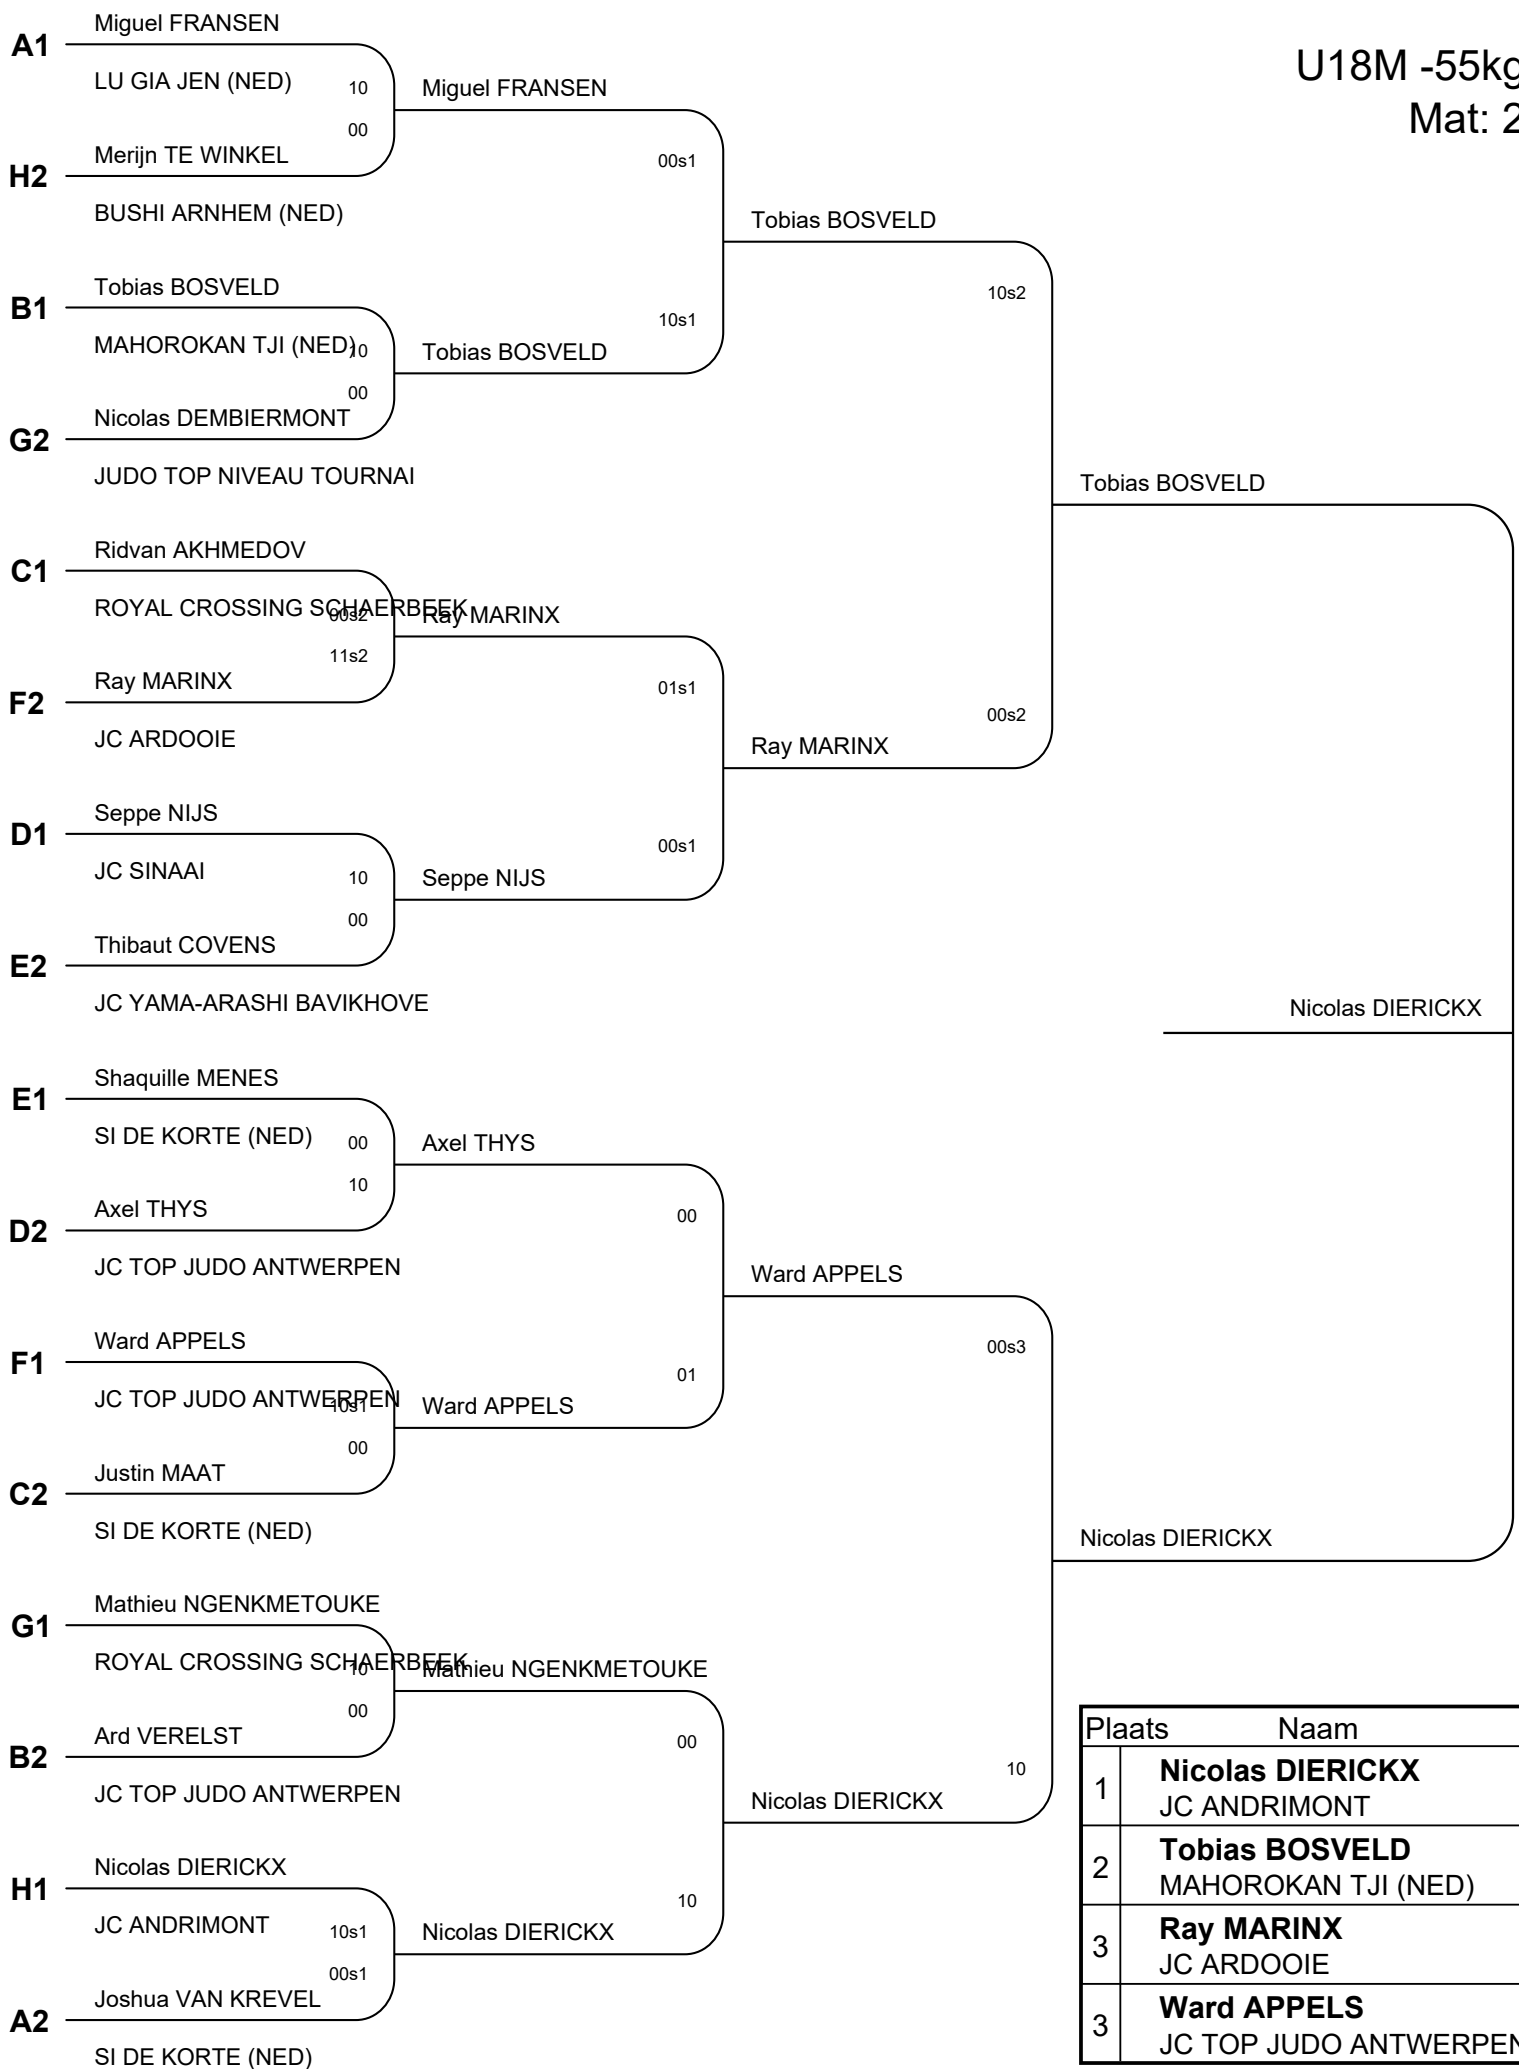 U18M -55kg
Mat: 2
A1
Miguel FRANSEN
LU GIA JEN (NED)
10
00
H2
Merijn TE WINKEL
BUSHI ARNHEM (NED)
Miguel FRANSEN
00s1
B1
Tobias BOSVELD
MAHOROKAN TJI (NED)
10
00
G2
Nicolas DEMBIERMONT
JUDO TOP NIVEAU TOURNAI
10s1
Tobias BOSVELD
Tobias BOSVELD
10s2
C1
Ridvan AKHMEDOV
ROYAL CROSSING SCHAERBEEK
00s2
11s2
F2
Ray MARINX
JC ARDOOIE
Ray MARINX
01s1
D1
Seppe NIJS
JC SINAAI
10
00
E2
Thibaut COVENS
JC YAMA-ARASHI BAVIKHOVE
00s1
Seppe NIJS
00s2
Ray MARINX
Tobias BOSVELD
Nicolas DIERICKX
E1
Shaquille MENES
SI DE KORTE (NED)
00
10
D2
Axel THYS
JC TOP JUDO ANTWERPEN
Axel THYS
00
F1
Ward APPELS
JC TOP JUDO ANTWERPEN
10s1
00
C2
Justin MAAT
SI DE KORTE (NED)
01
Ward APPELS
Ward APPELS
00s3
G1
Mathieu NGENKMETOUKE
ROYAL CROSSING SCHAERBEEK
10
00
B2
Ard VERELST
JC TOP JUDO ANTWERPEN
Mathieu NGENKMETOUKE
00
H1
Nicolas DIERICKX
JC ANDRIMONT
10s1
00s1
A2
Joshua VAN KREVEL
SI DE KORTE (NED)
10
Nicolas DIERICKX
10
Nicolas DIERICKX
Nicolas DIERICKX
Plaats Naam
1 Nicolas DIERICKX
JC ANDRIMONT
2 Tobias BOSVELD
MAHOROKAN TJI (NED)
3 Ray MARINX
JC ARDOOIE
3 Ward APPELS
JC TOP JUDO ANTWERPEN